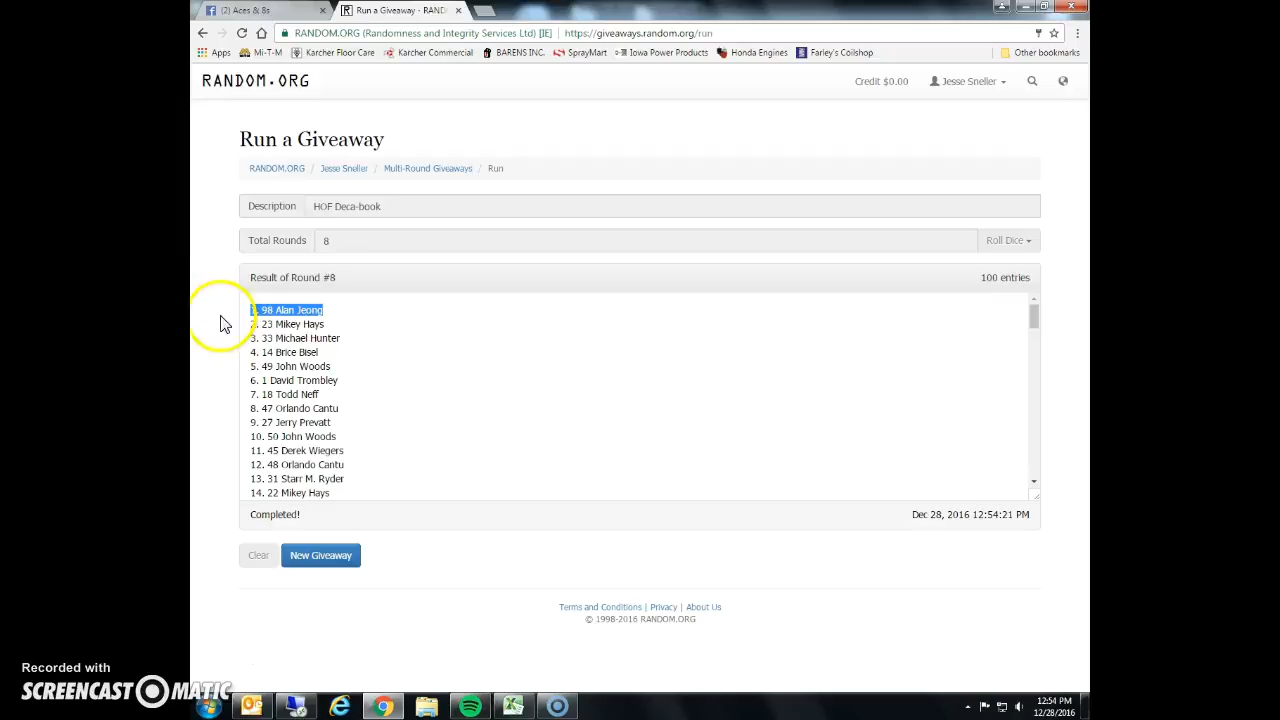 (2) Aces & 8s
Run a Giveaway - RAND
RANDOM.ORG (Randomness and Integrity Services Ltd) [IE]
https://giveaways.random.org/run
Apps
Mi-T-M
Karcher Floor Care
Karcher Commercial
BARENS INC.
SprayMart
Iowa Power Products
Honda Engines
Farley's Coilshop
Other bookmarks
RANDOM.ORG
Credit $0.00
Jesse Sneller
Run a Giveaway
RANDOM.ORG / Jesse Sneller / Multi-Round Giveaways / Run
Description HOF Deca-book
Total Rounds 8 Roll Dice
Result of Round #8 100 entries
1. 98 Alan Jeong
2. 23 Mikey Hays
3. 33 Michael Hunter
4. 14 Brice Bisel
5. 49 John Woods
6. 1 David Trombley
7. 18 Todd Neff
8. 47 Orlando Cantu
9. 27 Jerry Prevatt
10. 50 John Woods
11. 45 Derek Wiegers
12. 48 Orlando Cantu
13. 31 Starr M. Ryder
14. 22 Mikey Hays
Completed! Dec 28, 2016 12:54:21 PM
Clear New Giveaway
Terms and Conditions | Privacy | About Us
© 1998-2016 RANDOM.ORG
Recorded with
SCREENCAST O MATIC
12:54 PM
12/28/2016